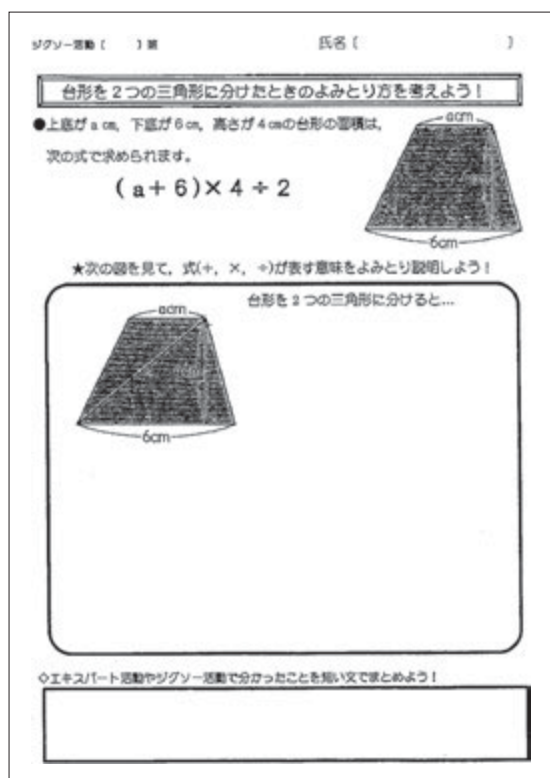 ジグソー活動〔　　〕班　　氏名〔　　　　〕
台形を２つの三角形に分けたときのよみとり方を考えよう！
●上底がa㎝，下底が6㎝，高さが4㎝の台形の面積は，
次の式で求められます。
(a＋6)×4÷2
acm
6cm
★次の図を見て，式(＋，×，÷)が表す意味をよみとり説明しよう！
台形を２つの三角形に分けると…
acm
6cm
◇エキスパート活動やジグソー活動で分かったことを短い文でまとめよう！